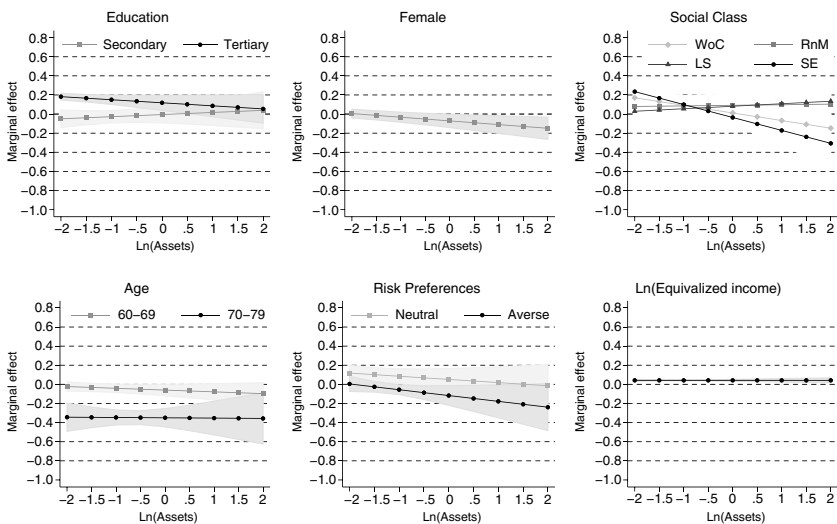 Education
0.8
0.6
0.4
0.2
0.0
−0.2
−0.4
−0.6
−0.8
−1.0
Marginal effect
Secondary
Tertiary
−2 −1.5 −1 −.5 0 .5 1 1.5 2
Ln(Assets)
Female
0.8
0.6
0.4
0.2
0.0
−0.2
−0.4
−0.6
−0.8
−1.0
Marginal effect
−2 −1.5 −1 −.5 0 .5 1 1.5 2
Ln(Assets)
Social Class
0.8
0.6
0.4
0.2
0.0
−0.2
−0.4
−0.6
−0.8
−1.0
Marginal effect
WoC
RnM
LS
SE
−2 −1.5 −1 −.5 0 .5 1 1.5 2
Ln(Assets)
Age
0.8
0.6
0.4
0.2
0.0
−0.2
−0.4
−0.6
−0.8
−1.0
Marginal effect
60−69
70−79
−2 −1.5 −1 −.5 0 .5 1 1.5 2
Ln(Assets)
Risk Preferences
0.8
0.6
0.4
0.2
0.0
−0.2
−0.4
−0.6
−0.8
−1.0
Marginal effect
Neutral
Averse
−2 −1.5 −1 −.5 0 .5 1 1.5 2
Ln(Assets)
Ln(Equivalized income)
0.8
0.6
0.4
0.2
0.0
−0.2
−0.4
−0.6
−0.8
−1.0
Marginal effect
−2 −1.5 −1 −.5 0 .5 1 1.5 2
Ln(Assets)